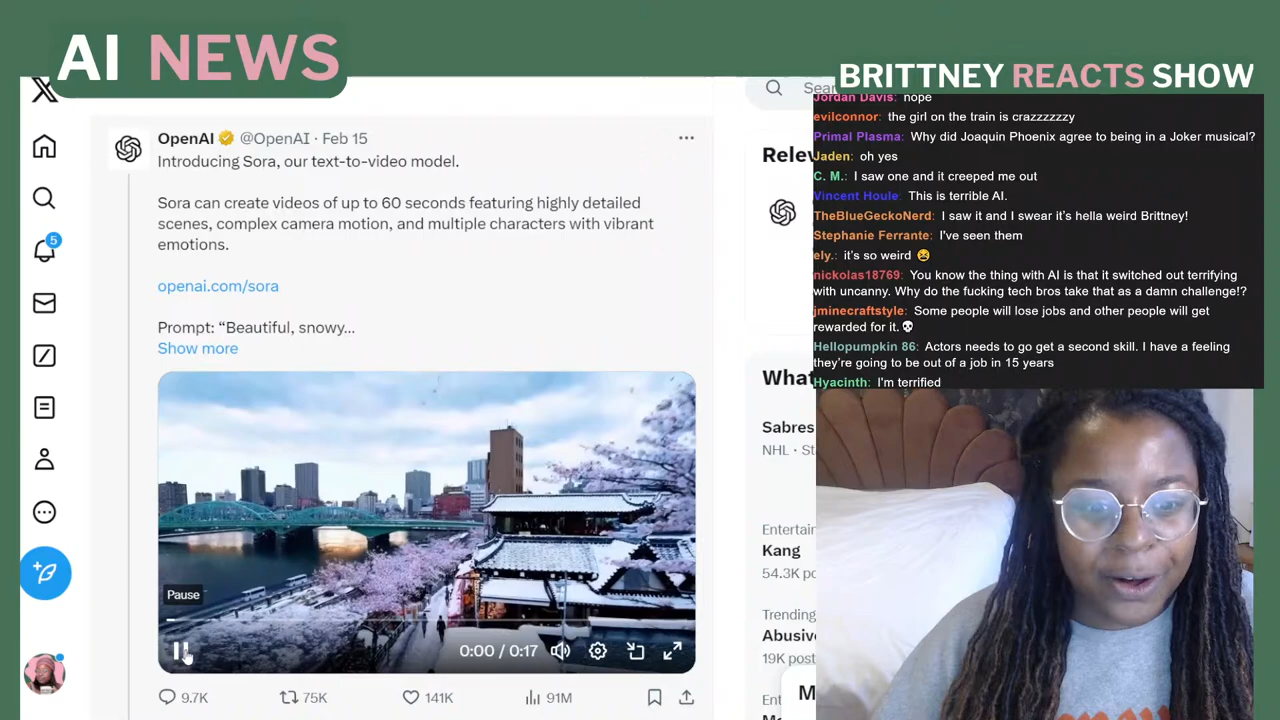 AI NEWS
BRITTNEY REACTS SHOW
OpenAI @OpenAI · Feb 15
Introducing Sora, our text-to-video model.
Sora can create videos of up to 60 seconds featuring highly detailed
scenes, complex camera motion, and multiple characters with vibrant
emotions.
openai.com/sora
Prompt: “Beautiful, snowy...
Show more
Pause
0:00 / 0:17
9.7K
75K
141K
91M
5
Sear
Relev
What
Sabres
NHL · St
Entertain
Kang
54.3K po
Trending
Abusive
19K post
Ent
M
Jordan Davis: nope
evilconnor: the girl on the train is crazzzzzzy
Primal Plasma: Why did Joaquin Phoenix agree to being in a Joker musical?
Jaden: oh yes
C. M.: I saw one and it creeped me out
Vincent Houle: This is terrible AI.
TheBlueGeckoNerd: I saw it and I swear it’s hella weird Brittney!
Stephanie Ferrante: I've seen them
ely.: it’s so weird 😫
nickolas18769: You know the thing with AI is that it switched out terrifying
with uncanny. Why do the fucking tech bros take that as a damn challenge!?
jminecraftstyle: Some people will lose jobs and other people will get
rewarded for it.💀
Hellopumpkin 86: Actors needs to go get a second skill. I have a feeling
they’re going to be out of a job in 15 years
Hyacinth: I'm terrified